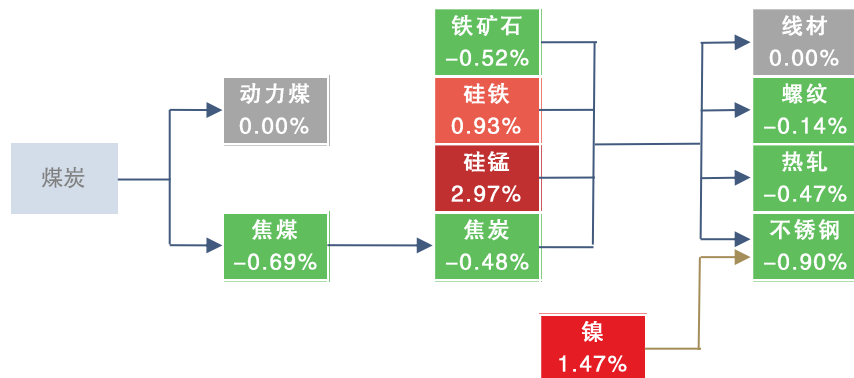 铁矿石
-0.52%
线材
0.00%
动力煤
0.00%
硅铁
0.93%
螺纹
-0.14%
煤炭
硅锰
2.97%
热轧
-0.47%
焦煤
-0.69%
焦炭
-0.48%
不锈钢
-0.90%
镍
1.47%